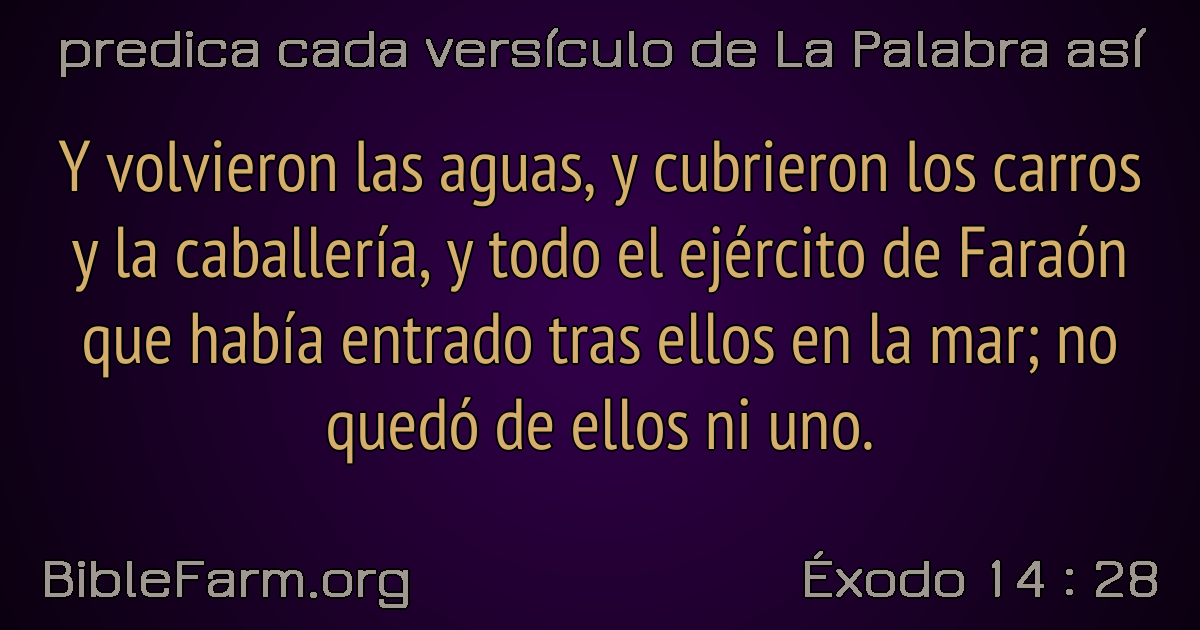 predica cada versículo de La Palabra así
Y volvieron las aguas, y cubrieron los carros
y la caballería, y todo el ejército de Faraón
que había entrado tras ellos en la mar; no
quedó de ellos ni uno.
BibleFarm.org
Éxodo 14 : 28